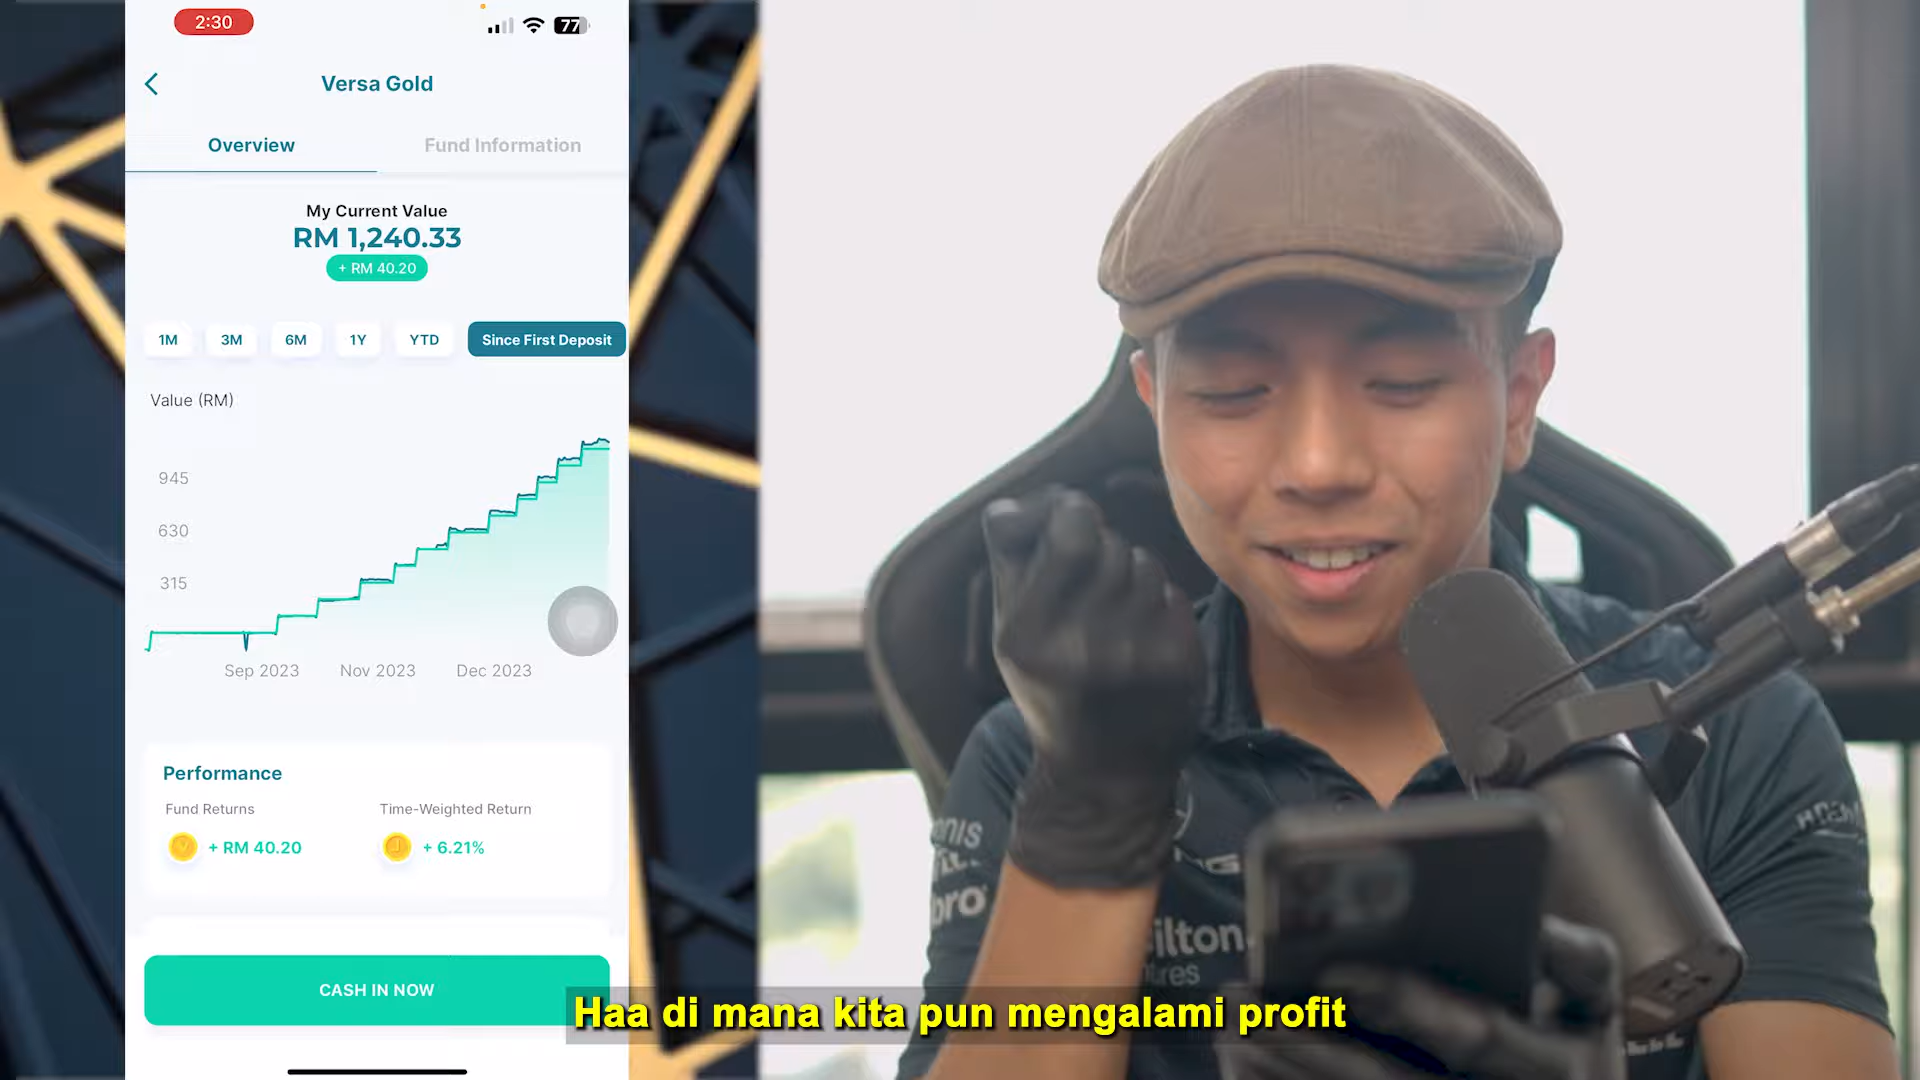 2:30
77
Versa Gold
Overview
Fund Information
My Current Value
RM 1,240.33
+ RM 40.20
1M
3M
6M
1Y
YTD
Since First Deposit
Value (RM)
945
630
315
Sep 2023
Nov 2023
Dec 2023
Performance
Fund Returns
Time-Weighted Return
+ RM 40.20
+ 6.21%
CASH IN NOW
Haa di mana kita pun mengalami profit